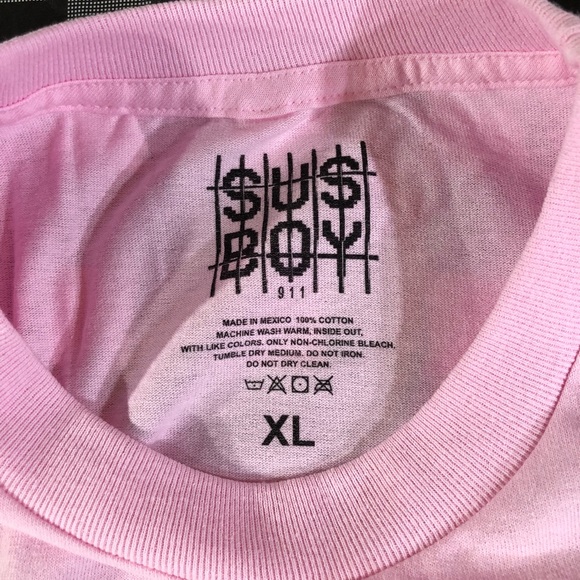 $U$
BOY
911
MADE IN MEXICO 100% COTTON
MACHINE WASH WARM, INSIDE OUT,
WITH LIKE COLORS. ONLY NON-CHLORINE BLEACH.
TUMBLE DRY MEDIUM. DO NOT IRON.
DO NOT DRY CLEAN.
XL